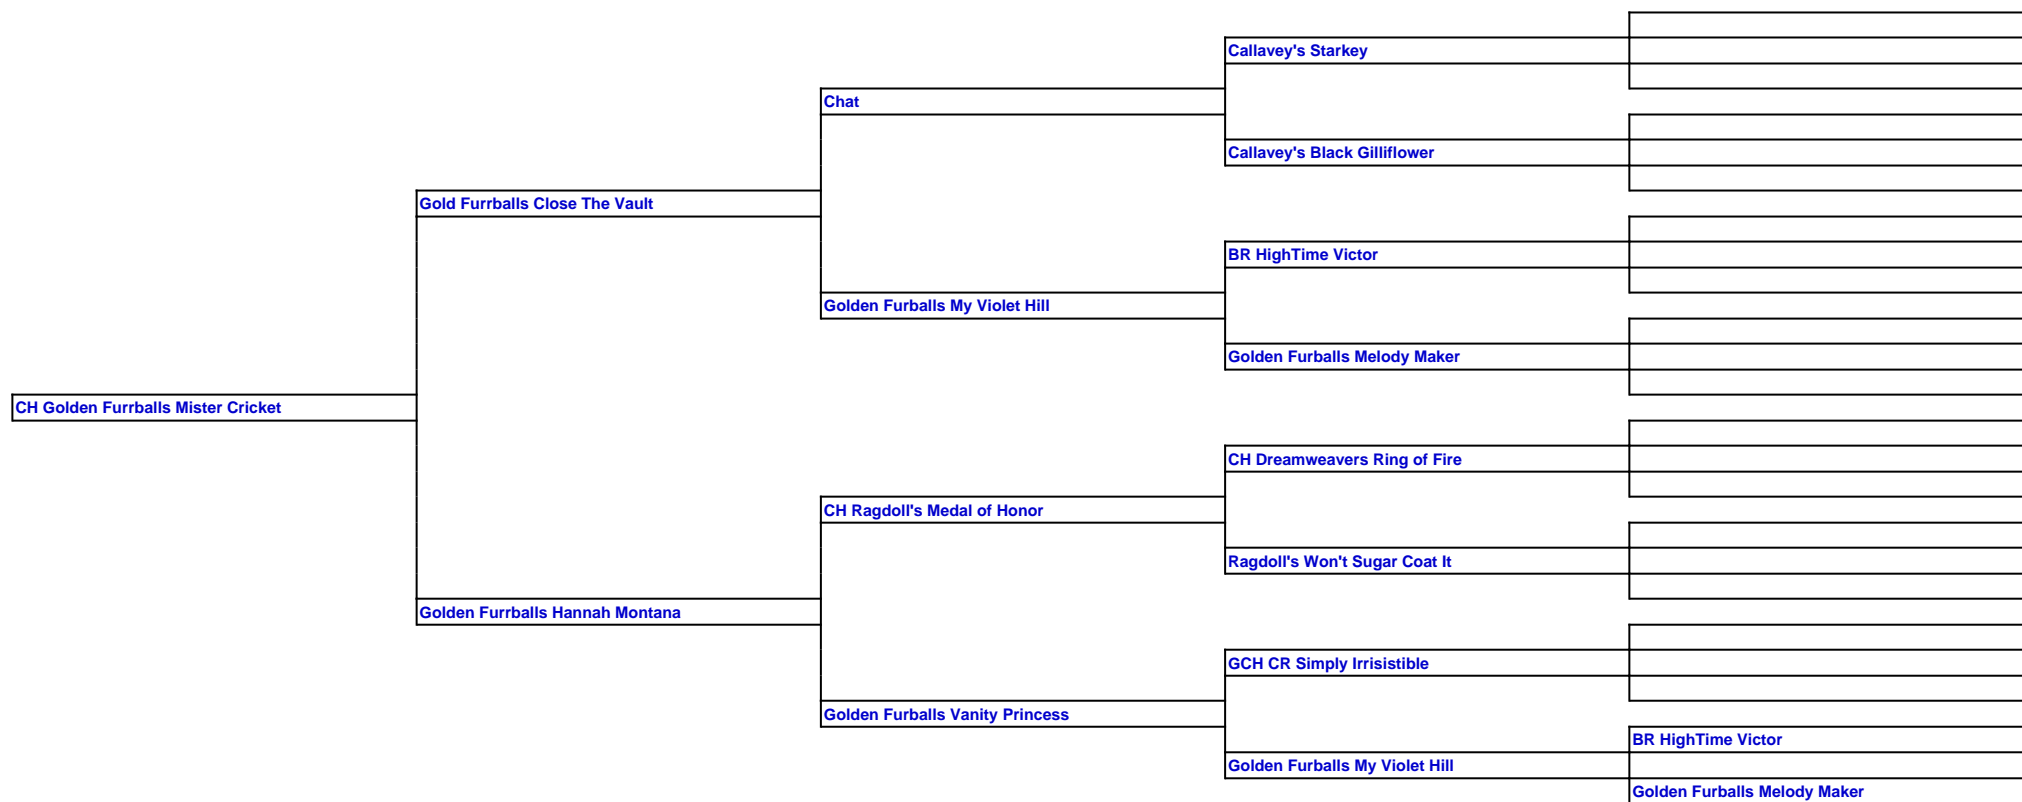 Callavey's Starkey
Chat
Callavey's Black Gilliflower
Gold Furrballs Close The Vault
BR HighTime Victor
Golden Furballs My Violet Hill
Golden Furballs Melody Maker
CH Golden Furrballs Mister Cricket
CH Dreamweavers Ring of Fire
CH Ragdoll's Medal of Honor
Ragdoll's Won't Sugar Coat It
Golden Furrballs Hannah Montana
GCH CR Simply Irrisistible
Golden Furballs Vanity Princess
BR HighTime Victor
Golden Furballs My Violet Hill
Golden Furballs Melody Maker